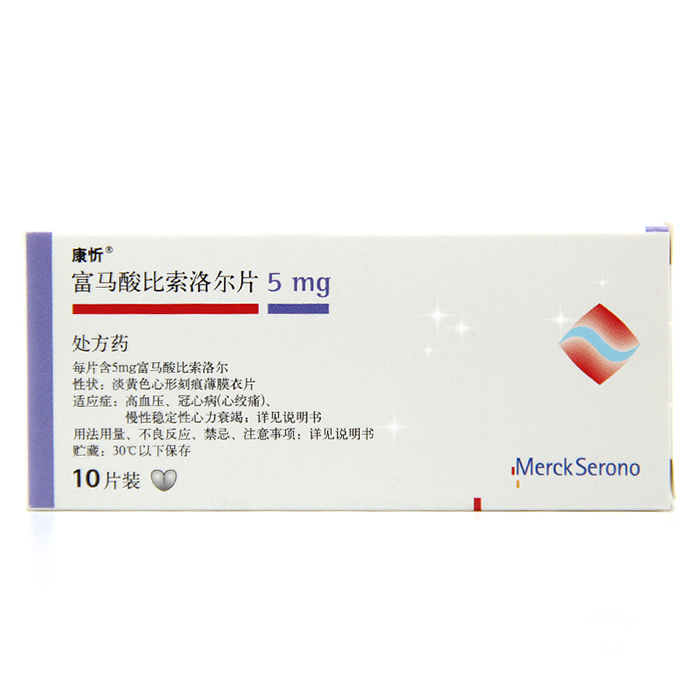 康忻®
富马酸比索洛尔片 5 mg
处方药
每片含5mg富马酸比索洛尔
性状：淡黄色心形刻痕薄膜衣片
适应症：高血压、冠心病(心绞痛)、
慢性稳定性心力衰竭；详见说明书
用法用量、不良反应、禁忌、注意事项：详见说明书
贮藏：30℃以下保存
10片装
Merck Serono